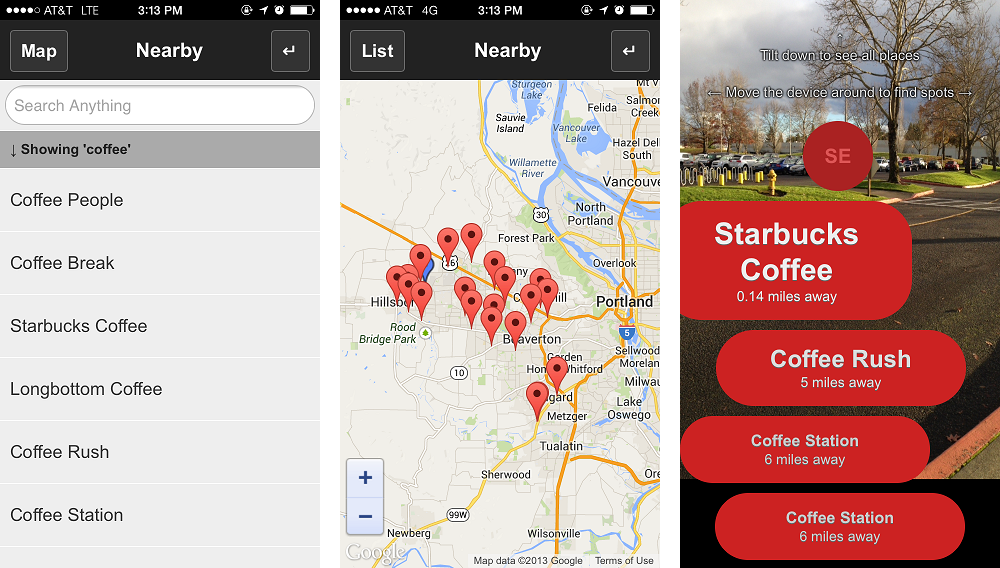 AT&T LTE
3:13 PM
Map
Nearby
↵
Search Anything
↓ Showing 'coffee'
Coffee People
Coffee Break
Starbucks Coffee
Longbottom Coffee
Coffee Rush
Coffee Station
AT&T 4G
3:13 PM
List
Nearby
↵
Sturgeon
Lake
Felida
Salmon
Creek
Sauvie
Island
Vancouver
Lake
Hazel Dell
South
Willamette
River
Vancouve
30
North
Portland
Forest Park
26
Overlook
Hillsbo
Portland
5
Rood
Bridge Park
Beaverton
Garden
Whitford
Sellwood
Moreland
Milwau
10
gard
Metzger
Lake
Oswego
Tualatin
Sherwood
99W
Newberg
Wilsonville
+
−
Google
Map data ©2013 Google
Terms of Use
Tilt down to see all places
← Move the device around to find spots →
SE
Starbucks
Coffee
0.14 miles away
Coffee Rush
5 miles away
Coffee Station
6 miles away
Coffee Station
6 miles away